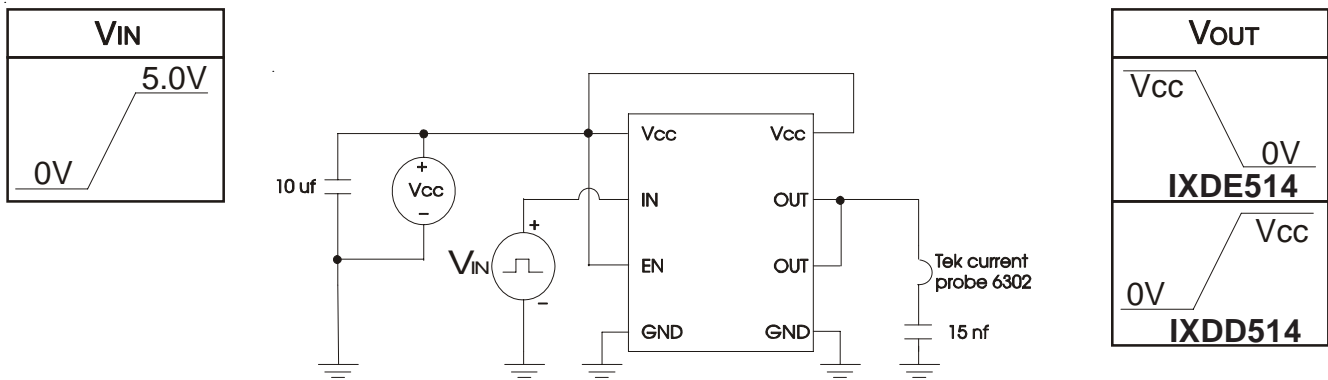 VIN
5.0V
0V
10 uf
+
Vcc
-
VIN
+
-
Vcc
IN
EN
GND
Vcc
OUT
OUT
GND
Tek current
probe 6302
15 nf
VOUT
Vcc
0V
IXDE514
Vcc
0V
IXDD514